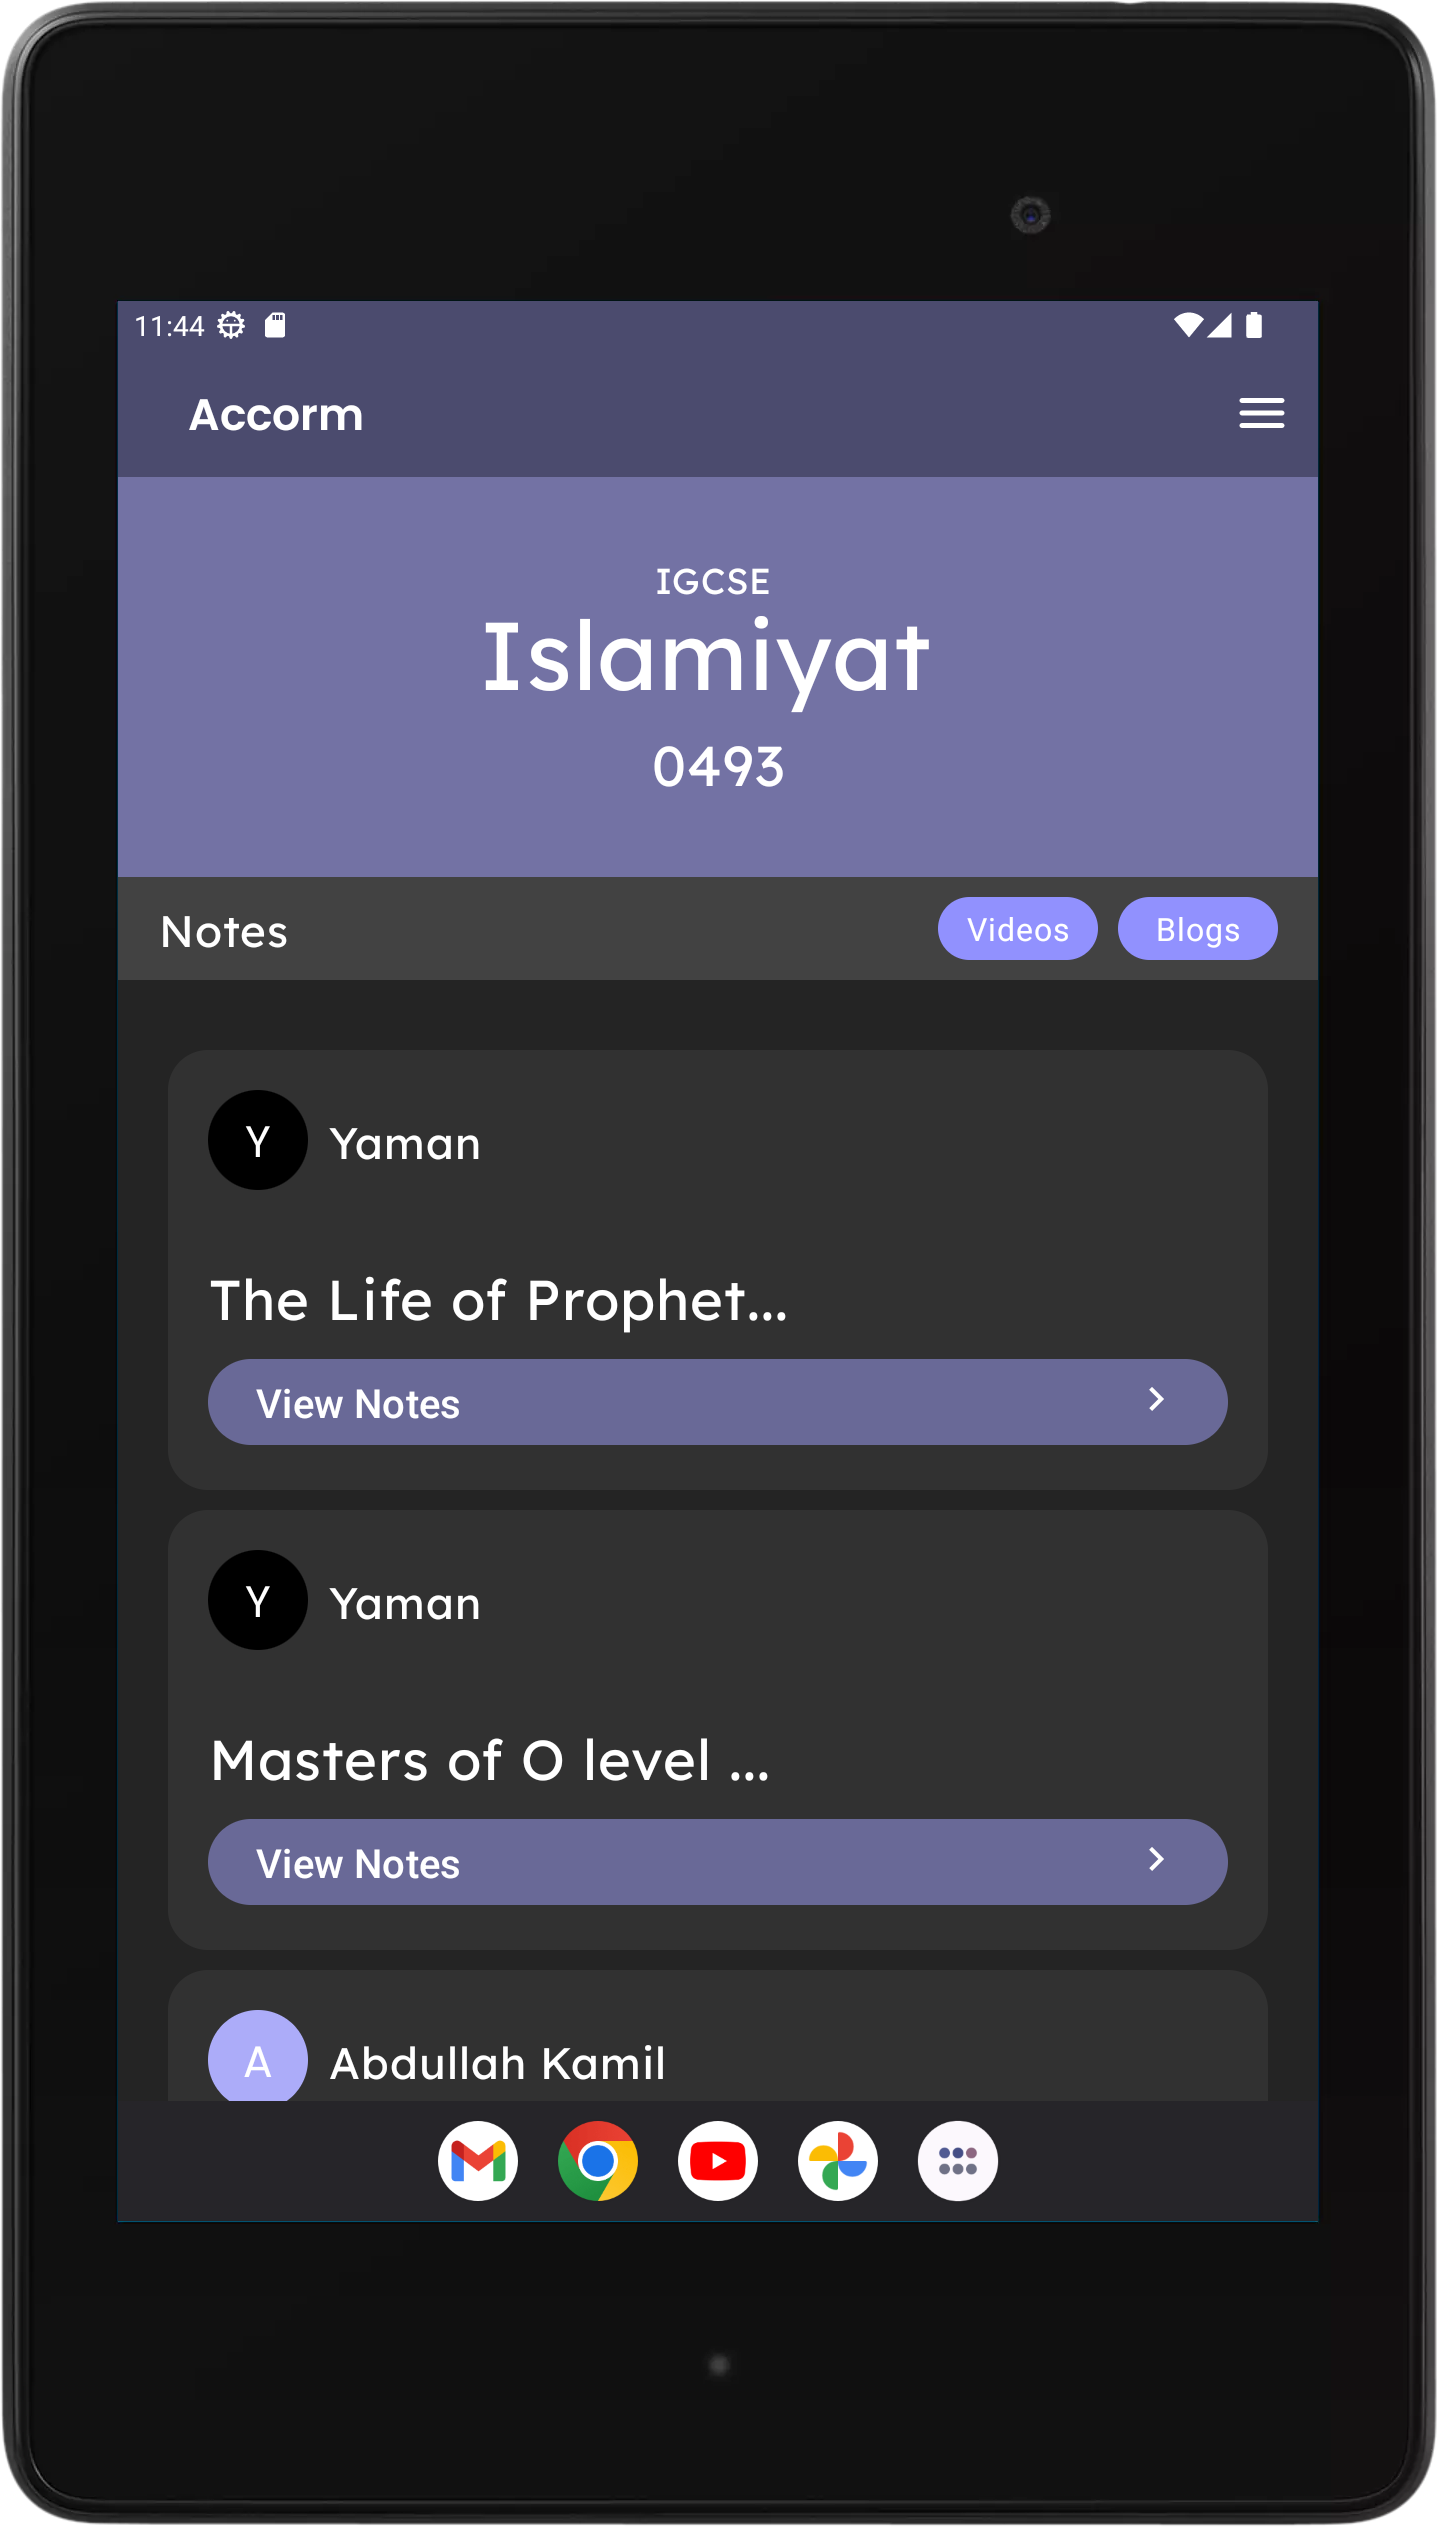 11:44
Accorm
IGCSE
Islamiyat
0493
Notes
Videos
Blogs
Y
Yaman
The Life of Prophet...
View Notes
Y
Yaman
Masters of O level ...
View Notes
A
Abdullah Kamil